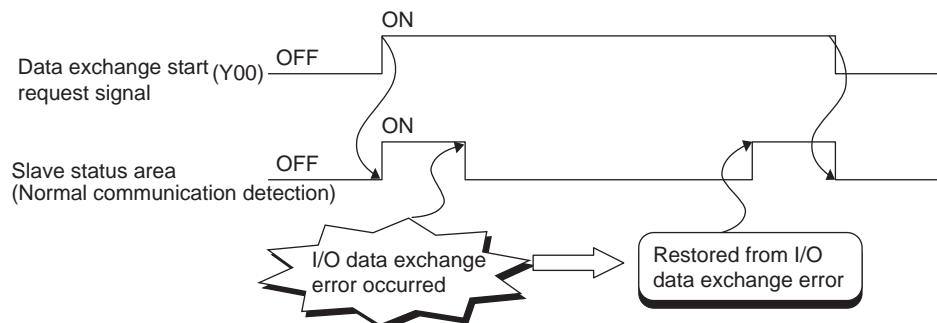 ON
OFF
Data exchange start (Y00)
request signal
ON
OFF
Slave status area
(Normal communication detection)
I/O data exchange
error occurred
Restored from I/O
data exchange error